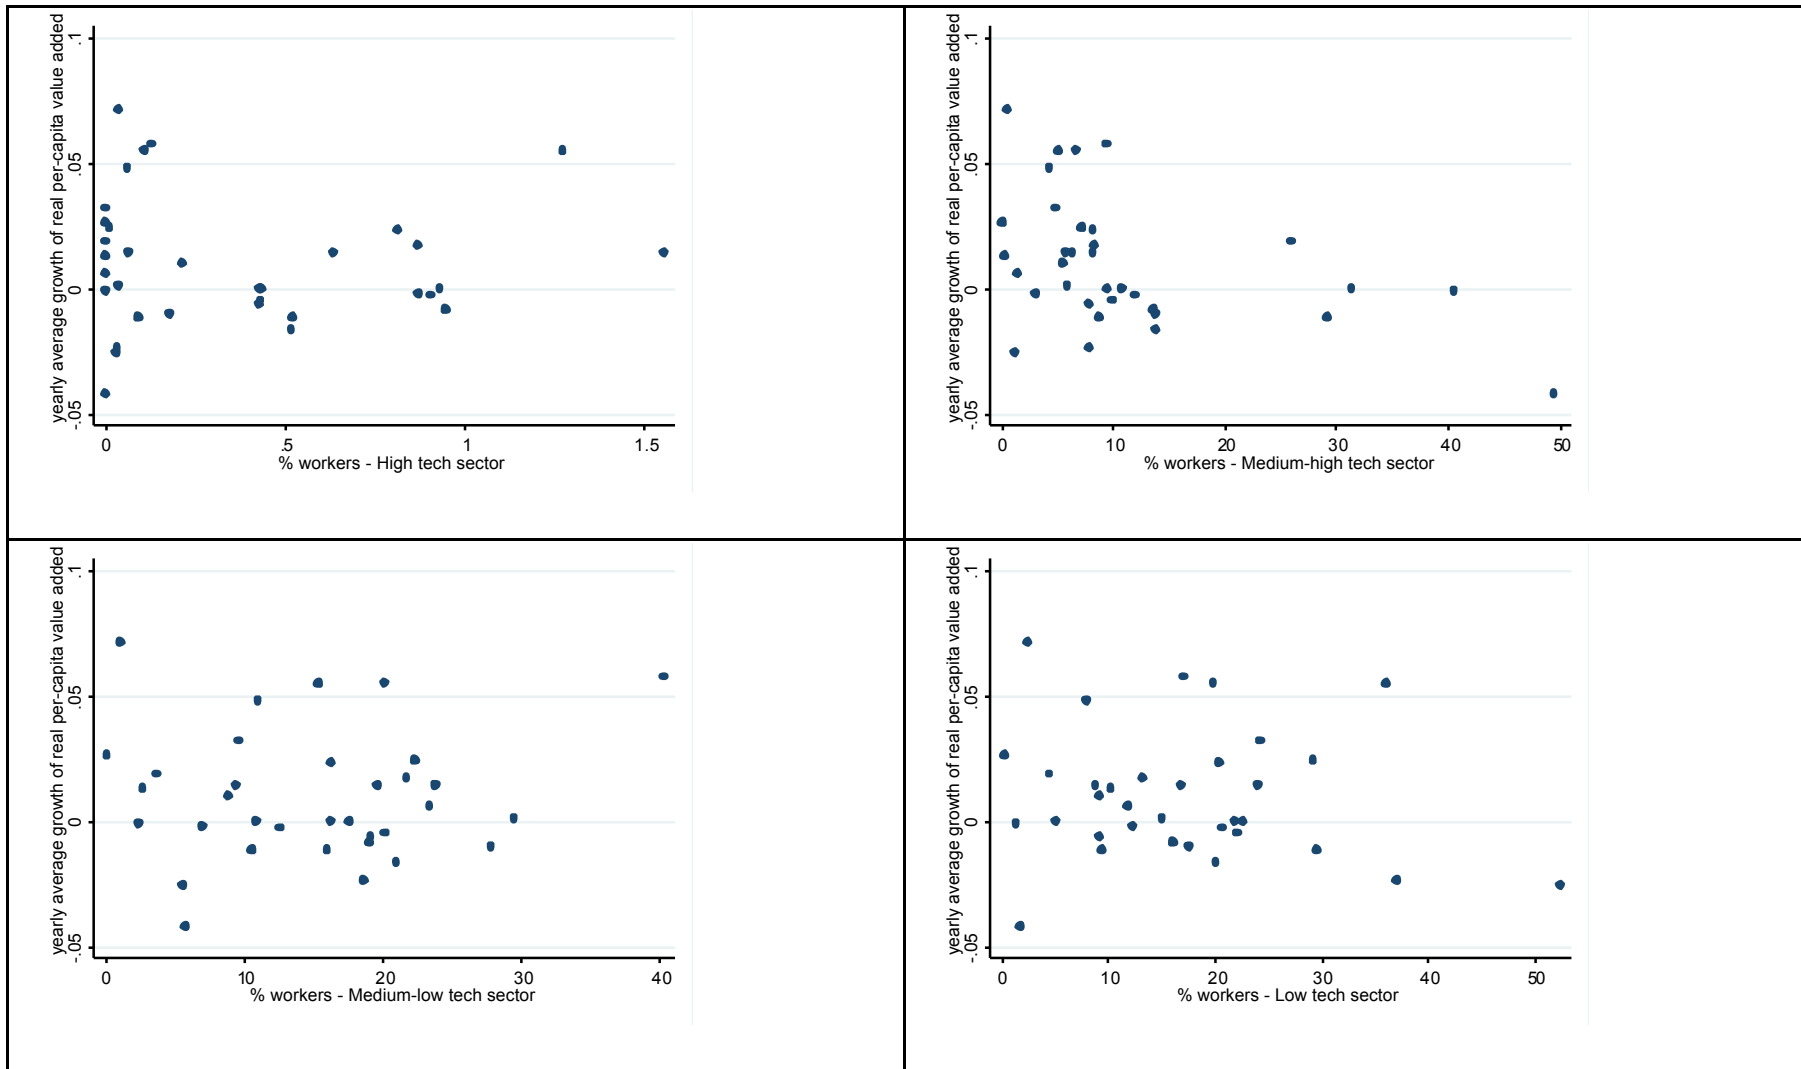 yearly average growth of real per-capita value added
.1
.05
0
-.05
0 .5 1 1.5
% workers - High tech sector
yearly average growth of real per-capita value added
.1
.05
0
-.05
0 10 20 30 40 50
% workers - Medium-high tech sector
yearly average growth of real per-capita value added
.1
.05
0
-.05
0 10 20 30 40
% workers - Medium-low tech sector
yearly average growth of real per-capita value added
.1
.05
0
-.05
0 10 20 30 40 50
% workers - Low tech sector